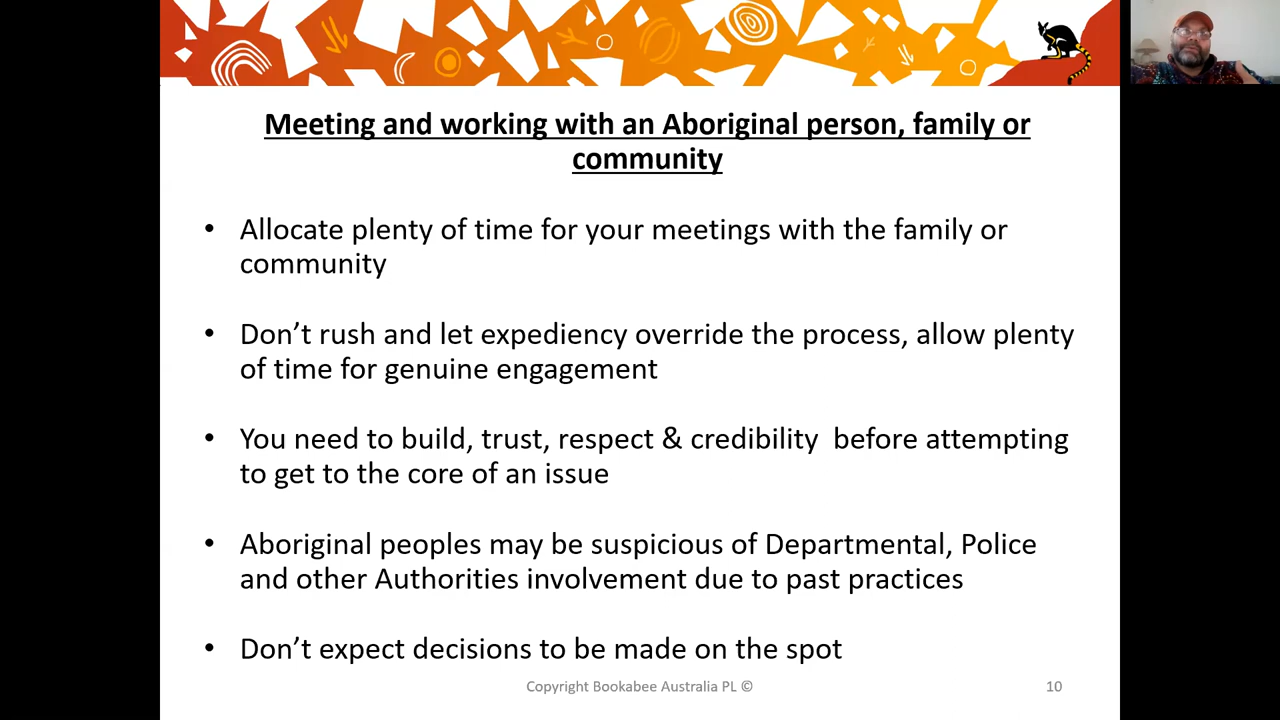 Meeting and working with an Aboriginal person, family or
community
• Allocate plenty of time for your meetings with the family or
community
• Don’t rush and let expediency override the process, allow plenty
of time for genuine engagement
• You need to build, trust, respect & credibility  before attempting
to get to the core of an issue
• Aboriginal peoples may be suspicious of Departmental, Police
and other Authorities involvement due to past practices
• Don’t expect decisions to be made on the spot
Copyright Bookabee Australia PL ©
10